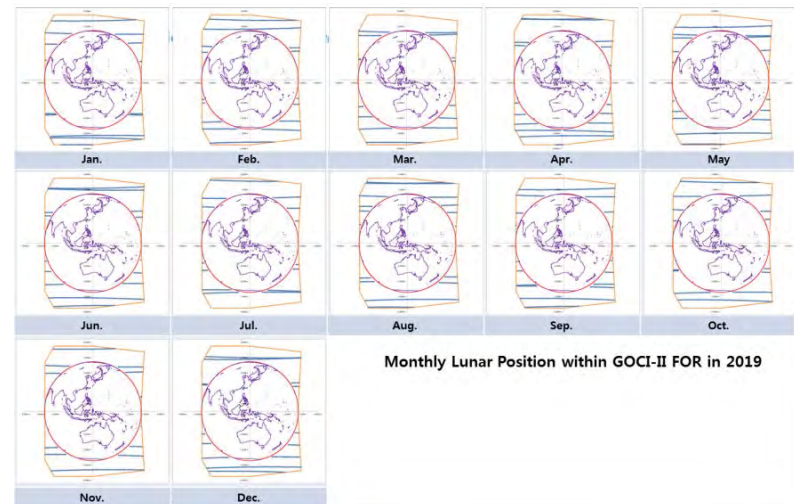 Jan. Feb. Mar. Apr. May
Jun. Jul. Aug. Sep. Oct.
Monthly Lunar Position within GOCI-II FOR in 2019
Nov. Dec.